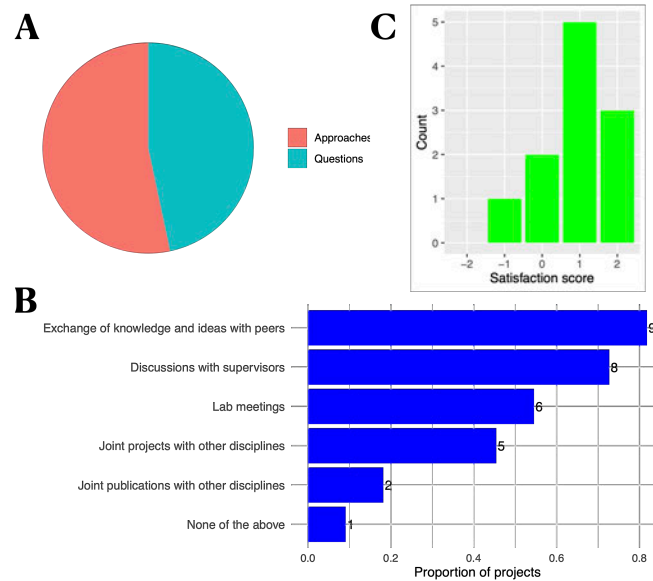 A
Approaches
Questions
C
Count
5
4
3
2
1
0
−2 −1 0 1 2
Satisfaction score
B
Exchange of knowledge and ideas with peers 9
Discussions with supervisors 8
Lab meetings 6
Joint projects with other disciplines 5
Joint publications with other disciplines 2
None of the above 1
0.0 0.2 0.4 0.6 0.8
Proportion of projects